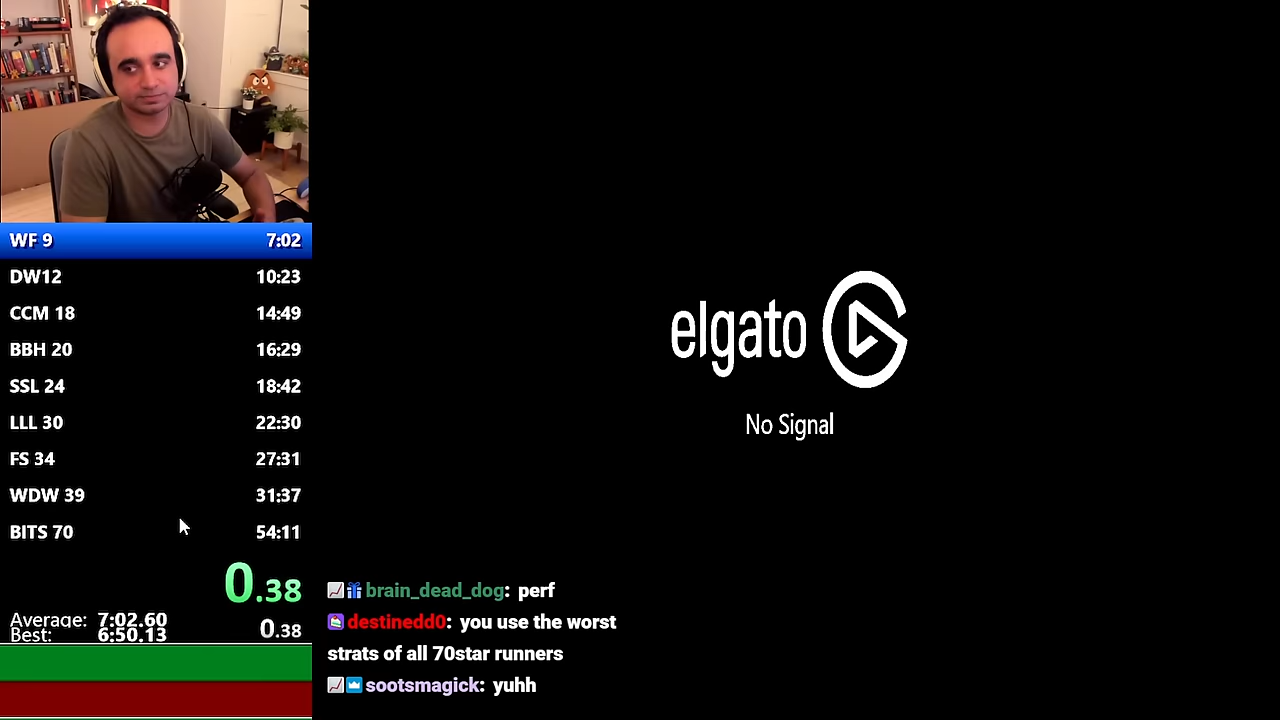 WF 9 7:02
DW12 10:23
CCM 18 14:49
BBH 20 16:29
SSL 24 18:42
LLL 30 22:30
FS 34 27:31
WDW 39 31:37
BITS 70 54:11
0.38
Average: 7:02.60
Best: 6:50.13 0.38
elgato
No Signal
brain_dead_dog: perf
destinedd0: you use the worst
strats of all 70star runners
sootsmagick: yuhh